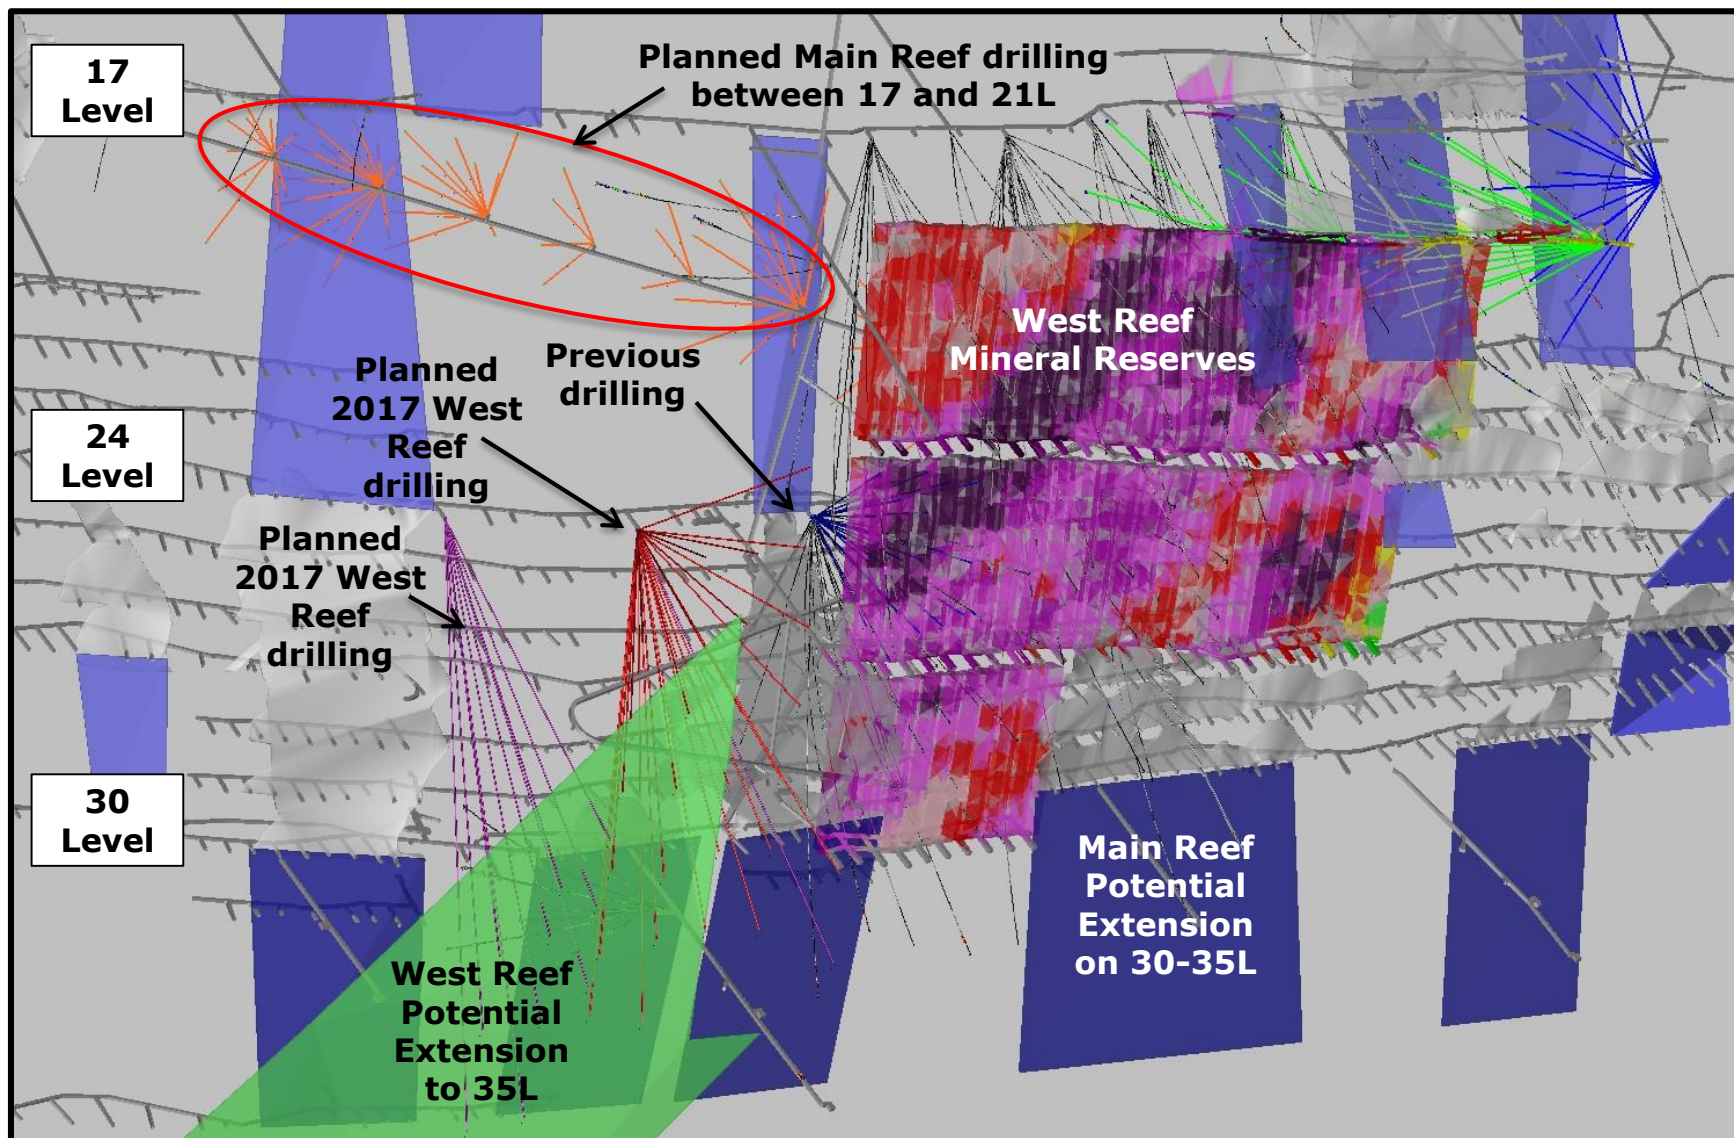 17
Level
Planned Main Reef drilling
between 17 and 21L
West Reef
Mineral Reserves
Previous
drilling
Planned
2017 West
Reef
drilling
24
Level
Planned
2017 West
Reef
drilling
30
Level
West Reef
Potential
Extension
to 35L
Main Reef
Potential
Extension
on 30-35L